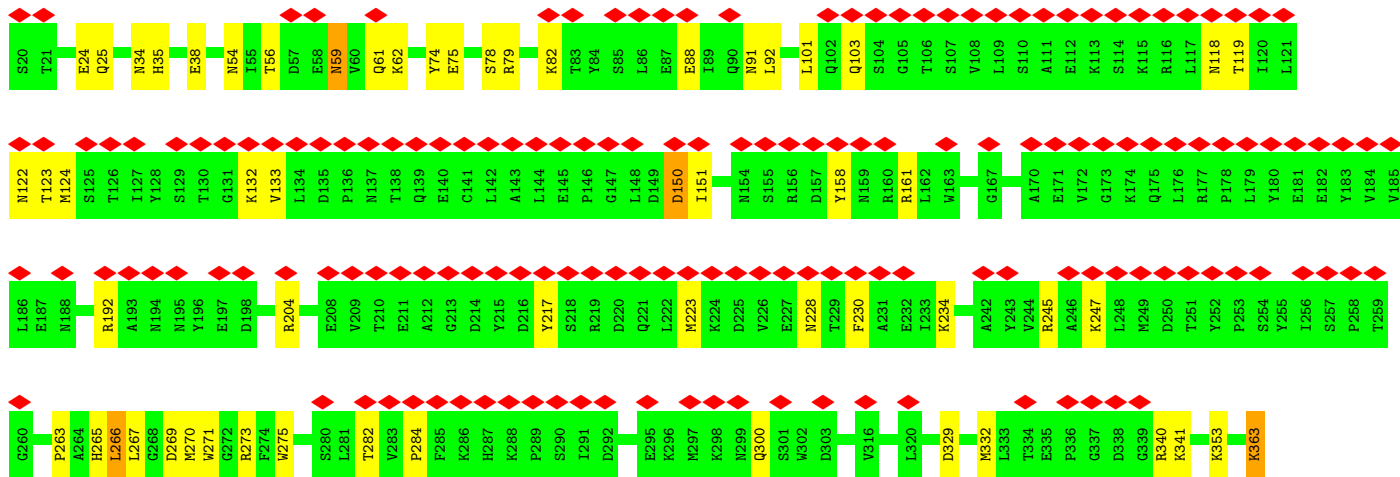 S20 T21 E24 Q25 N34 H35 E38 N54 I55 T56 D57 E58 N59 V60 Q61 K62 Y74 E75 S78 R79 K82 T83 Y84 S85 L86 E87 E88 I89 Q90 N91 L92 L101 Q102 Q103 S104 G105 T106 S107 V108 L109 S110 A111 E112 K113 S114 K115 R116 L117 N118 T119 I120 L121
N122 T123 M124 S125 T126 I127 Y128 S129 T130 G131 K132 V133 L134 D135 P136 N137 T138 Q139 E140 C141 L142 A143 L144 E145 P146 G147 L148 D149 D150 I151 N154 S155 R156 D157 Y158 N159 R160 R161 L162 W163 G167 A170 E171 V172 G173 K174 Q175 L176 R177 P178 L179 Y180 E181 E182 Y183 V184 V185
L186 E187 N188 R192 A193 N194 N195 Y196 E197 D198 R204 E208 V209 T210 E211 A212 G213 D214 Y215 D216 Y217 S218 R219 D220 Q221 L222 M223 K224 D225 V226 E227 N228 T229 F230 A231 E232 I233 K234 A242 Y243 V244 R245 A246 K247 L248 M249 D250 T251 Y252 P253 S254 Y255 I256 S257 P258 T259
G260 P263 A264 H265 L266 L267 G268 D269 M270 W271 G272 R273 F274 W275 S280 L281 T282 V283 P284 F285 K286 H287 K288 P289 S290 I291 D292 E295 K296 M297 K298 N299 Q300 S301 W302 D303 V316 L320 D329 M332 L333 T334 E335 P336 G337 D338 G339 R340 K341 K353 K363